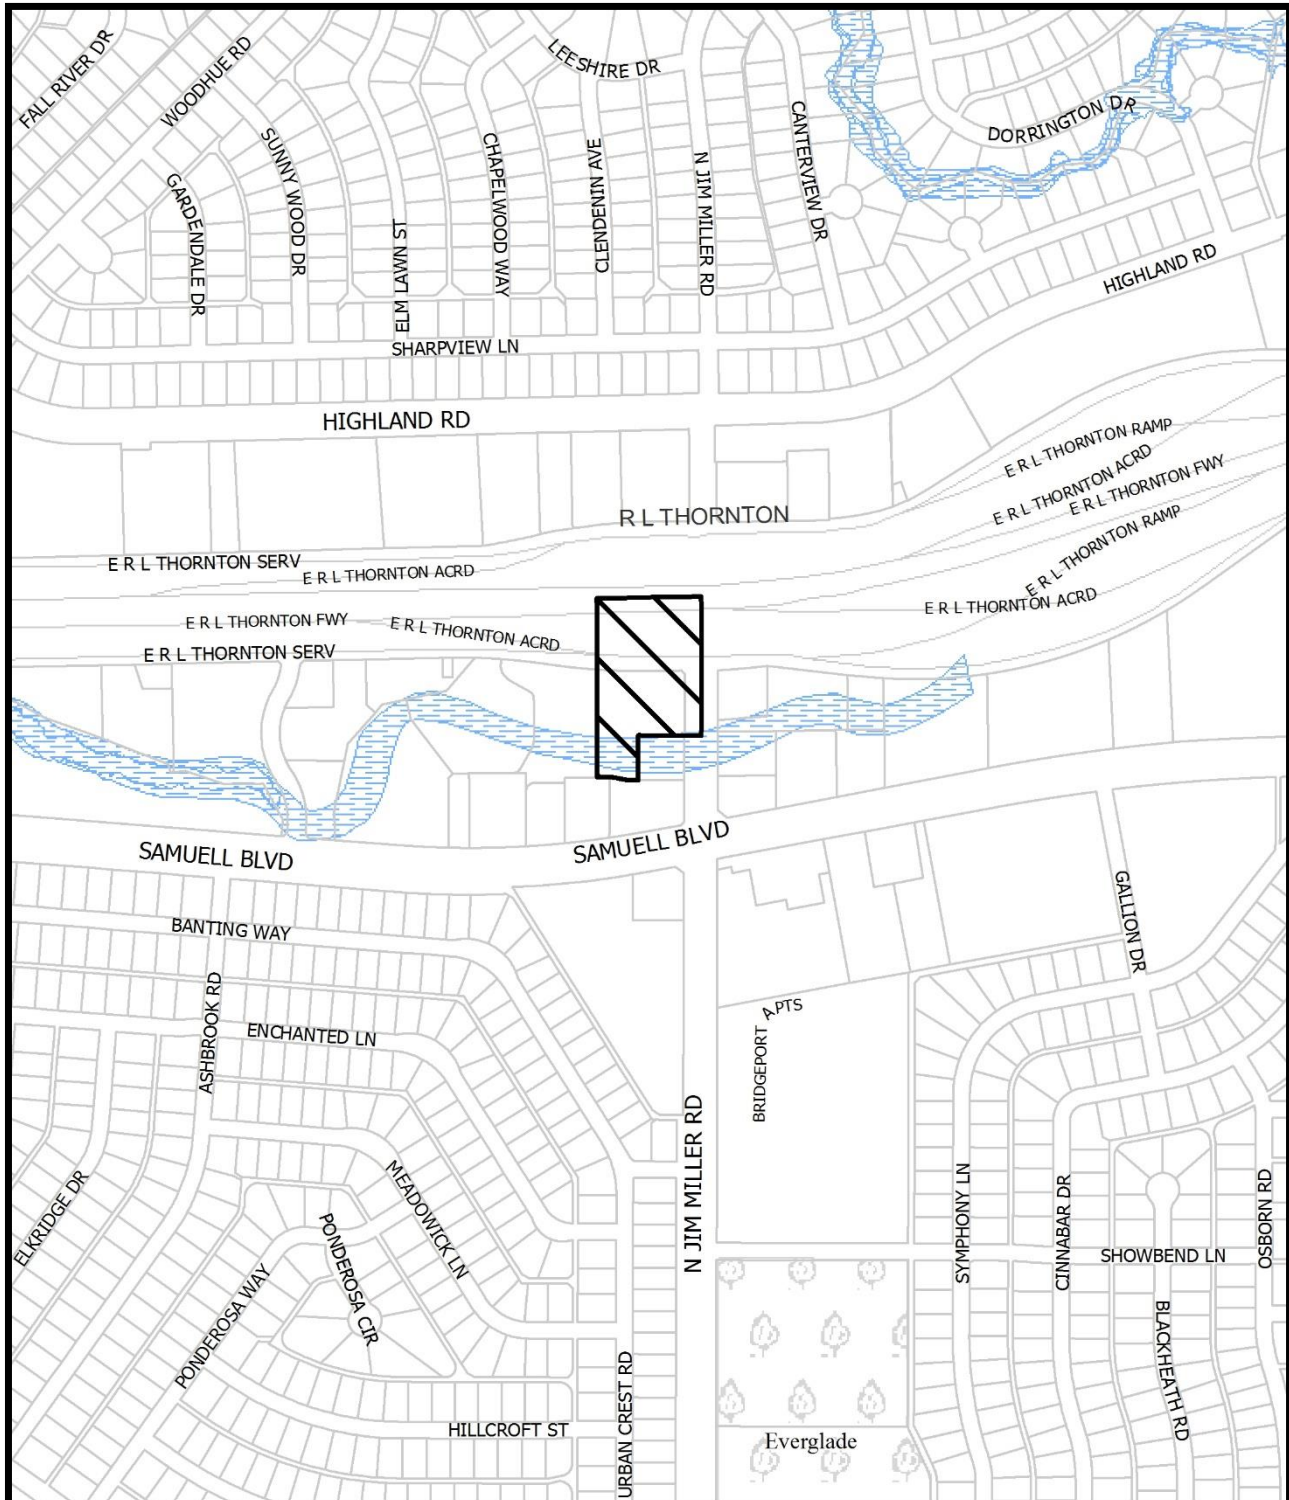 FALL RIVER DR
WOODHUE RD
LEESHIRE DR
SUNNY WOOD DR
GARDENDALE DR
ELM LAWN ST
CHAPELWOOD WAY
CLENDENIN AVE
N JIM MILLER RD
CANTERVIEW DR
DORRINGTON DR
HIGHLAND RD
SHARPVIEW LN
HIGHLAND RD
E R L THORNTON RAMP
E R L THORNTON ACRD
E R L THORNTON FWY
R L THORNTON
E R L THORNTON RAMP
E R L THORNTON SERV
E R L THORNTON ACRD
E R L THORNTON ACRD
E R L THORNTON FWY
E R L THORNTON ACRD
E R L THORNTON SERV
SAMUELL BLVD
SAMUELL BLVD
GALLION DR
BANTING WAY
ASHBROOK RD
ENCHANTED LN
BRIDGEPORT APTS
N JIM MILLER RD
ELKRIDGE DR
MEADOWICK LN
PONDEROSA CIR
PONDEROSA WAY
SYMPHONY LN
CINNABAR DR
SHOWBEND LN
OSBORN RD
BLACKHEATH RD
URBAN CREST RD
HILLCROFT ST
Everglade